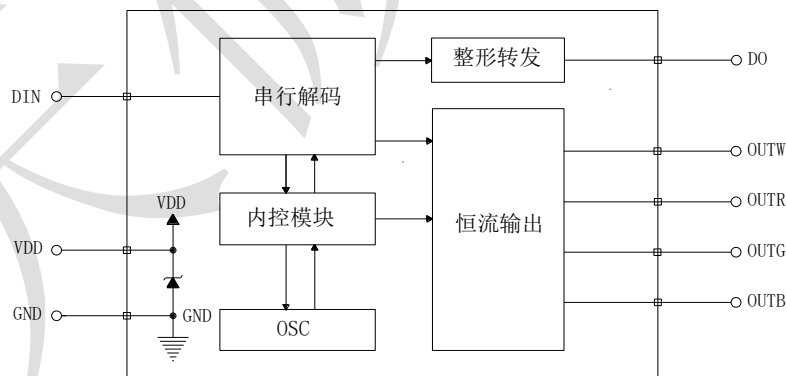 整形转发
DO
DIN
串行解码
OUTW
VDD
内控模块
OUTR
恒流输出
VDD
OUTG
GND
GND
OSC
OUTB